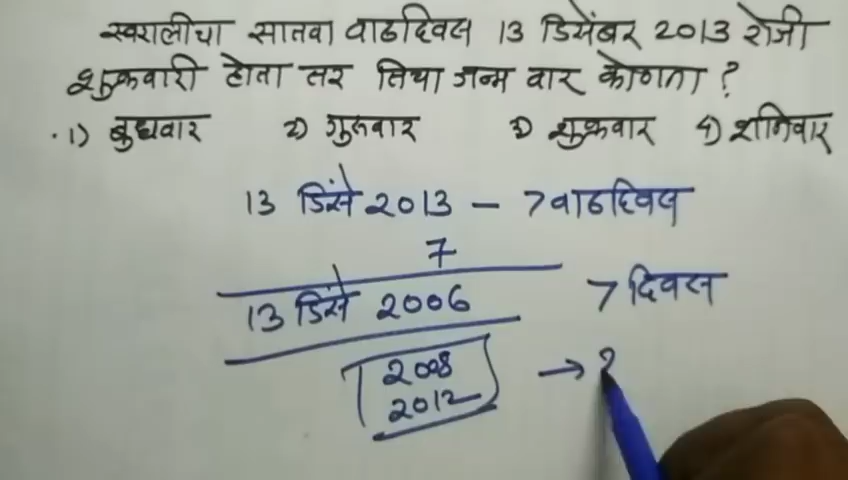 स्वरालीचा सातवा वाढदिवस 13 डिसेंबर 2013 रोजी
शुक्रवारी होता तर तिचा जन्म वार कोणता ?
1) बुधवार 2) गुरुवार 3) शुक्रवार 4) शनिवार
13 डिसें 2013 — 7 वाढदिवस
7
13 डिसें 2006 7 दिवस
2008 → 2
2012